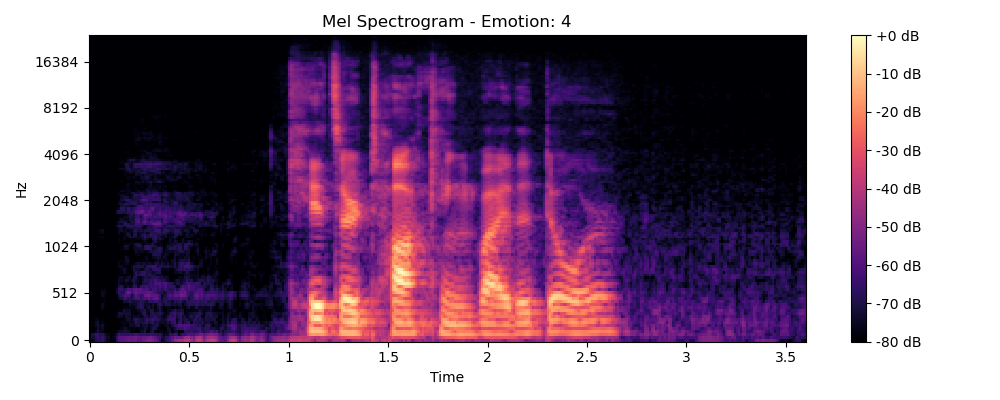 Mel Spectrogram - Emotion: 4
Hz
16384
8192
4096
2048
1024
512
0
0 0.5 1 1.5 2 2.5 3 3.5
Time
+0 dB
-10 dB
-20 dB
-30 dB
-40 dB
-50 dB
-60 dB
-70 dB
-80 dB